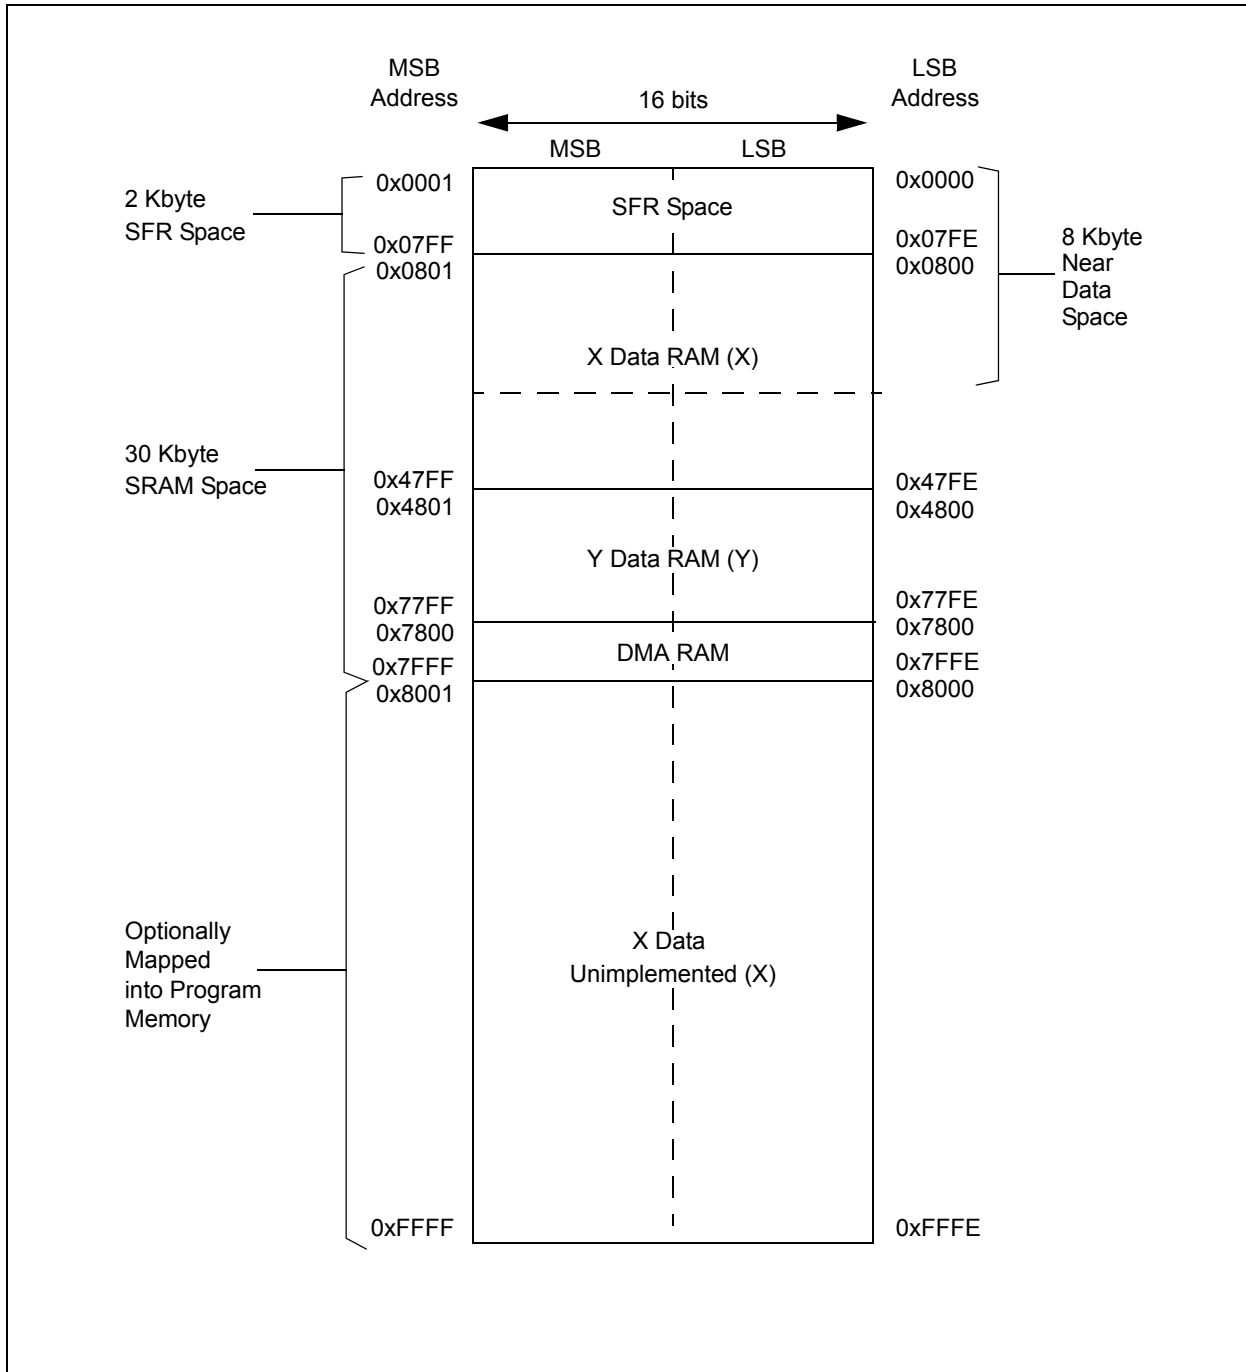 MSB
Address
LSB
Address
16 bits
MSB
LSB
0x0001
0x0000
2 Kbyte
SFR Space
SFR Space
0x07FF
0x07FE
0x0801
0x0800
8 Kbyte
Near
Data
Space
X Data RAM (X)
30 Kbyte
SRAM Space
0x47FF
0x47FE
0x4801
0x4800
Y Data RAM (Y)
0x77FF
0x77FE
0x7800
0x7800
DMA RAM
0x7FFF
0x7FFE
0x8001
0x8000
Optionally
Mapped
into Program
Memory
X Data
Unimplemented (X)
0xFFFF
0xFFFE